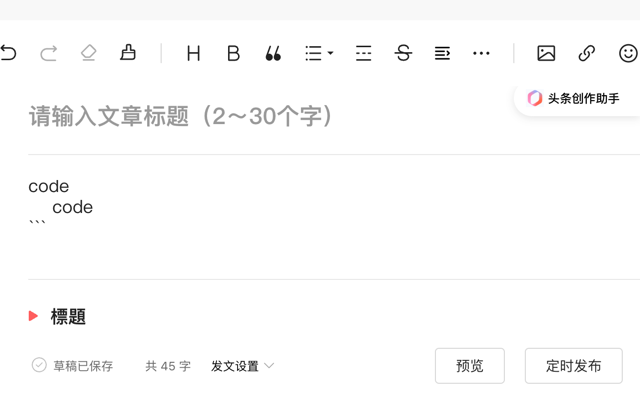 H B
头条创作助手
请输入文章标题（2～30个字）
code
code
```
標題
草稿已保存 共 45 字 发文设置 预览 定时发布